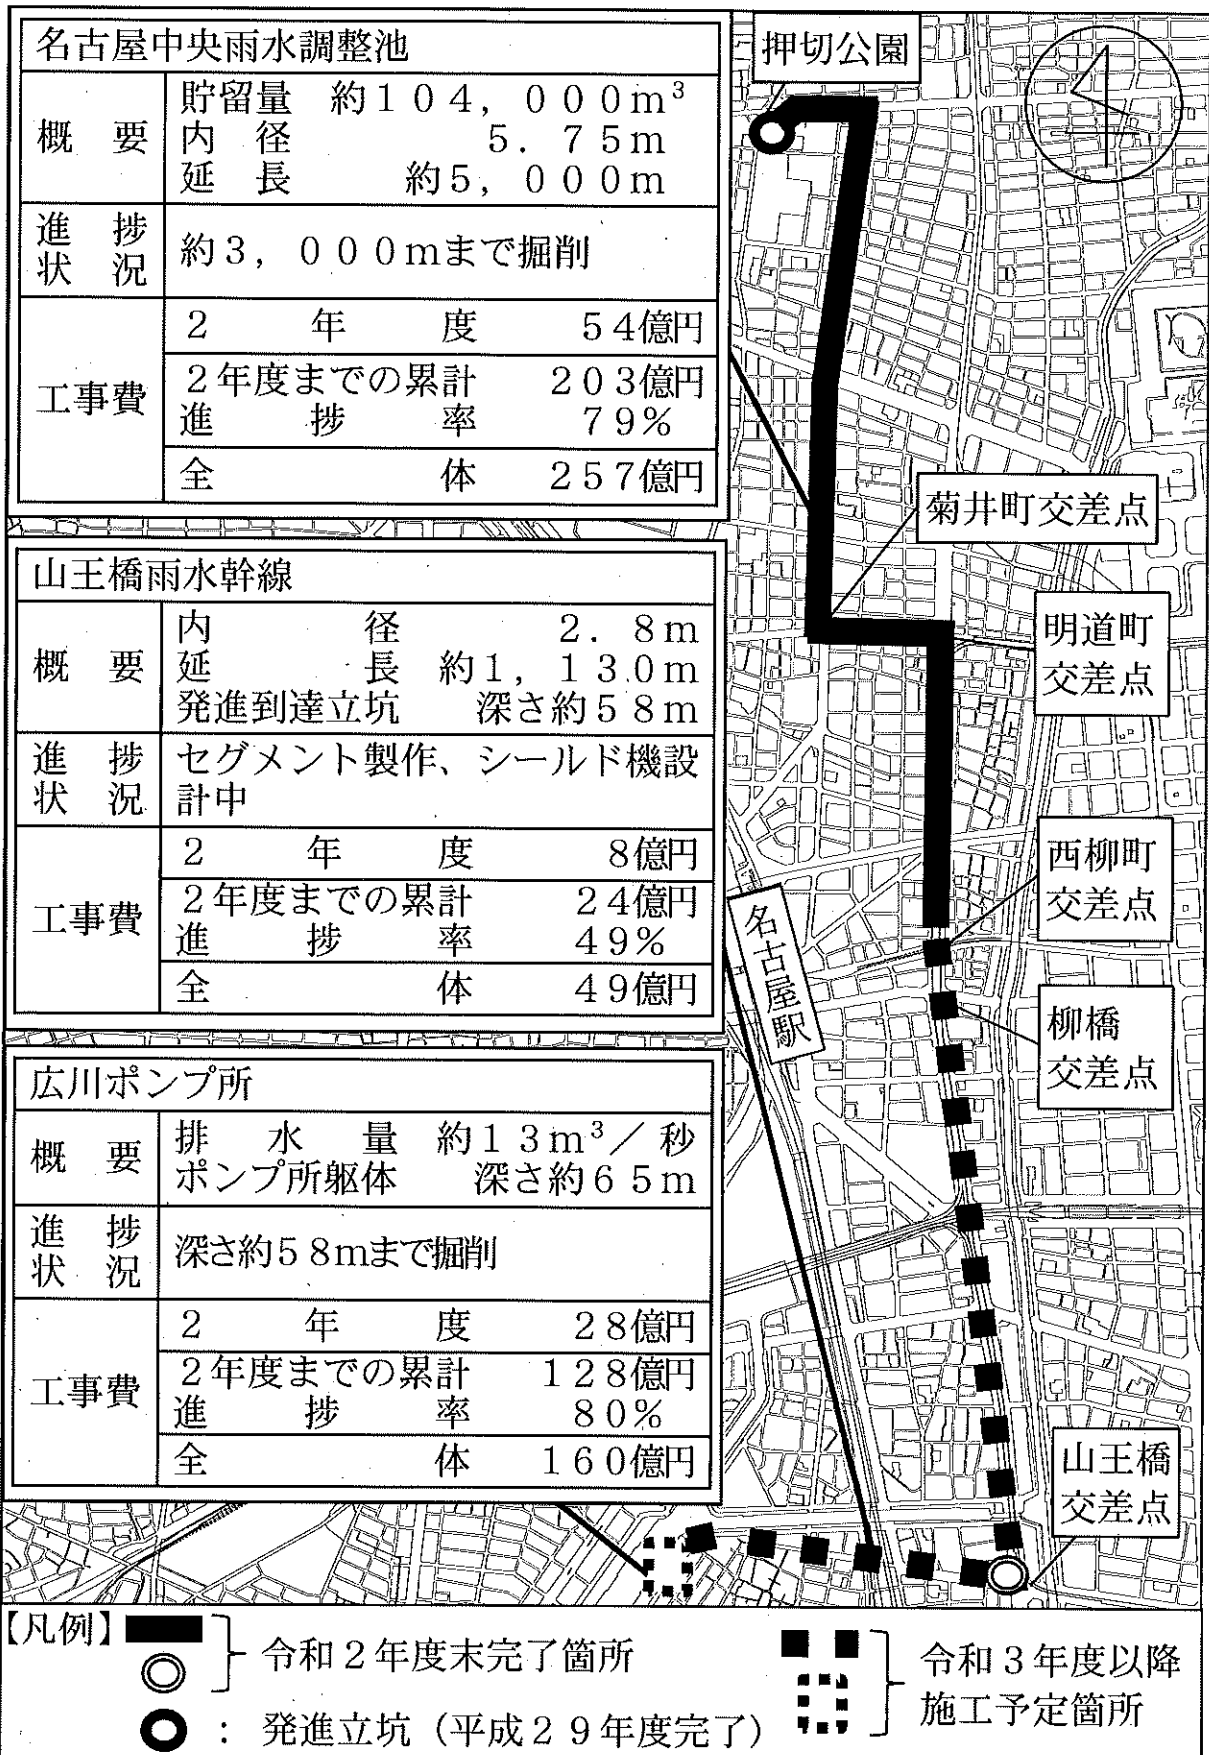 名古屋中央雨水調整池
概要
貯留量 約104,000m³
内径 5.75m
延長 約5,000m
進捗
状況
約3,000mまで掘削
工事費
2年度 54億円
2年度までの累計 203億円
進捗率 79%
全体 257億円
山王橋雨水幹線
概要
内径 2.8m
延長 約1,130m
発進到達立坑 深さ約58m
進捗
状況
セグメント製作、シールド機設
計中
工事費
2年度 8億円
2年度までの累計 24億円
進捗率 49%
全体 49億円
広川ポンプ所
概要
排水量 約13m³/秒
ポンプ所躯体 深さ約65m
進捗
状況
深さ約58mまで掘削
工事費
2年度 28億円
2年度までの累計 128億円
進捗率 80%
全体 160億円
押切公園
菊井町交差点
明道町
交差点
西柳町
交差点
名古屋駅
柳橋
交差点
山王橋
交差点
【凡例】
令和2年度末完了箇所
:発進立坑(平成29年度完了)
令和3年度以降
施工予定箇所